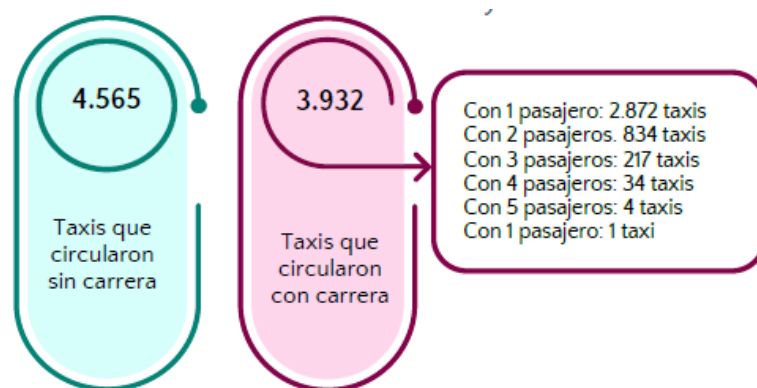 4.565
Taxis que
circularon
sin carrera
3.932
Taxis que
circularon
con carrera
Con 1 pasajero: 2.872 taxis
Con 2 pasajeros. 834 taxis
Con 3 pasajeros: 217 taxis
Con 4 pasajeros: 34 taxis
Con 5 pasajeros: 4 taxis
Con 1 pasajero: 1 taxi